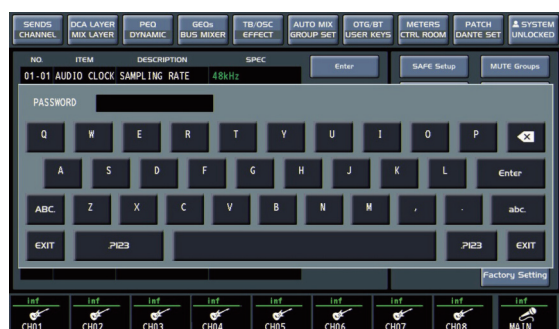 SENDS DCA LAYER PEQ GEQs TB/OSC AUTO MIX OTG/BT METERS PATCH SYSTEM
CHANNEL MIX LAYER DYNAMIC BUS MIXER EFFECT GROUP SET USER KEYS CTRL ROOM DANTE SET UNLOCKED
NO. ITEM DESCRIPTION SPEC Enter SAFE Setup MUTE Groups
01-01 AUDIO CLOCK SAMPLING RATE 48kHz
PASSWORD
Q W E R T Y U I O P
A S D F G H J K L Enter
ABC. Z X C V B N M , . abc.
EXIT .?123 .?123 EXIT
Factory Setting
inf inf inf inf inf inf inf inf inf
CH01 CH02 CH03 CH04 CH05 CH06 CH07 CH08 MAIN